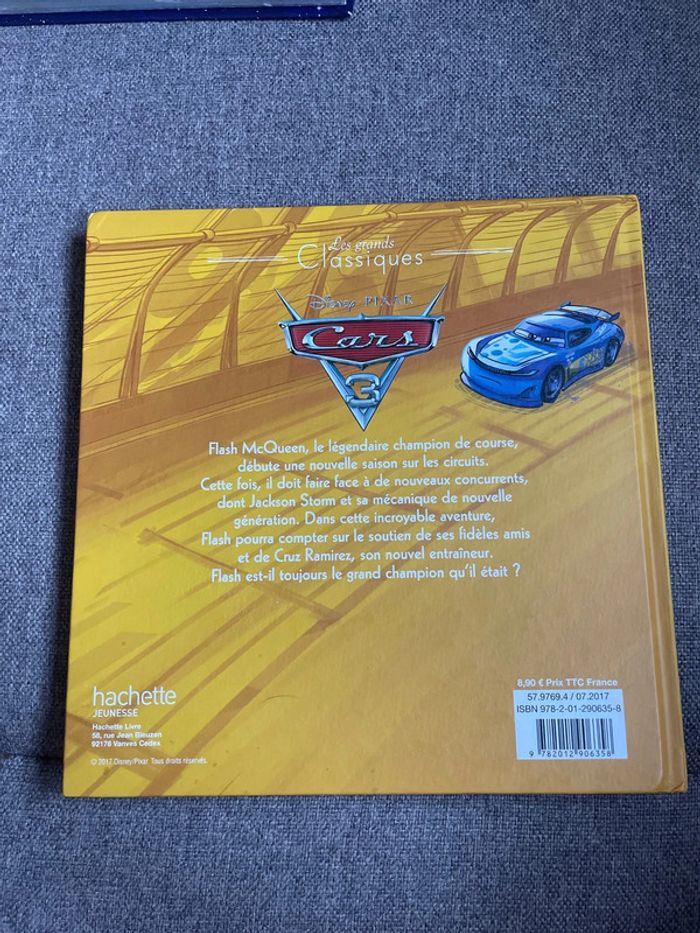 Les grands
Classiques
Disney PIXAR
Cars
3
Flash McQueen, le légendaire champion de course,
débute une nouvelle saison sur les circuits.
Cette fois, il doit faire face à de nouveaux concurrents,
dont Jackson Storm et sa mécanique de nouvelle
génération. Dans cette incroyable aventure,
Flash pourra compter sur le soutien de ses fidèles amis
et de Cruz Ramirez, son nouvel entraîneur.
Flash est-il toujours le grand champion qu'il était ?
8,90 € Prix TTC France
57.9769.4 / 07.2017
ISBN 978-2-01-290635-8
9 782012 906358
hachette
JEUNESSE
Hachette Livre
58, rue Jean Bleuzen
92178 Vanves Cedex
© 2017 Disney/Pixar. Tous droits réservés.